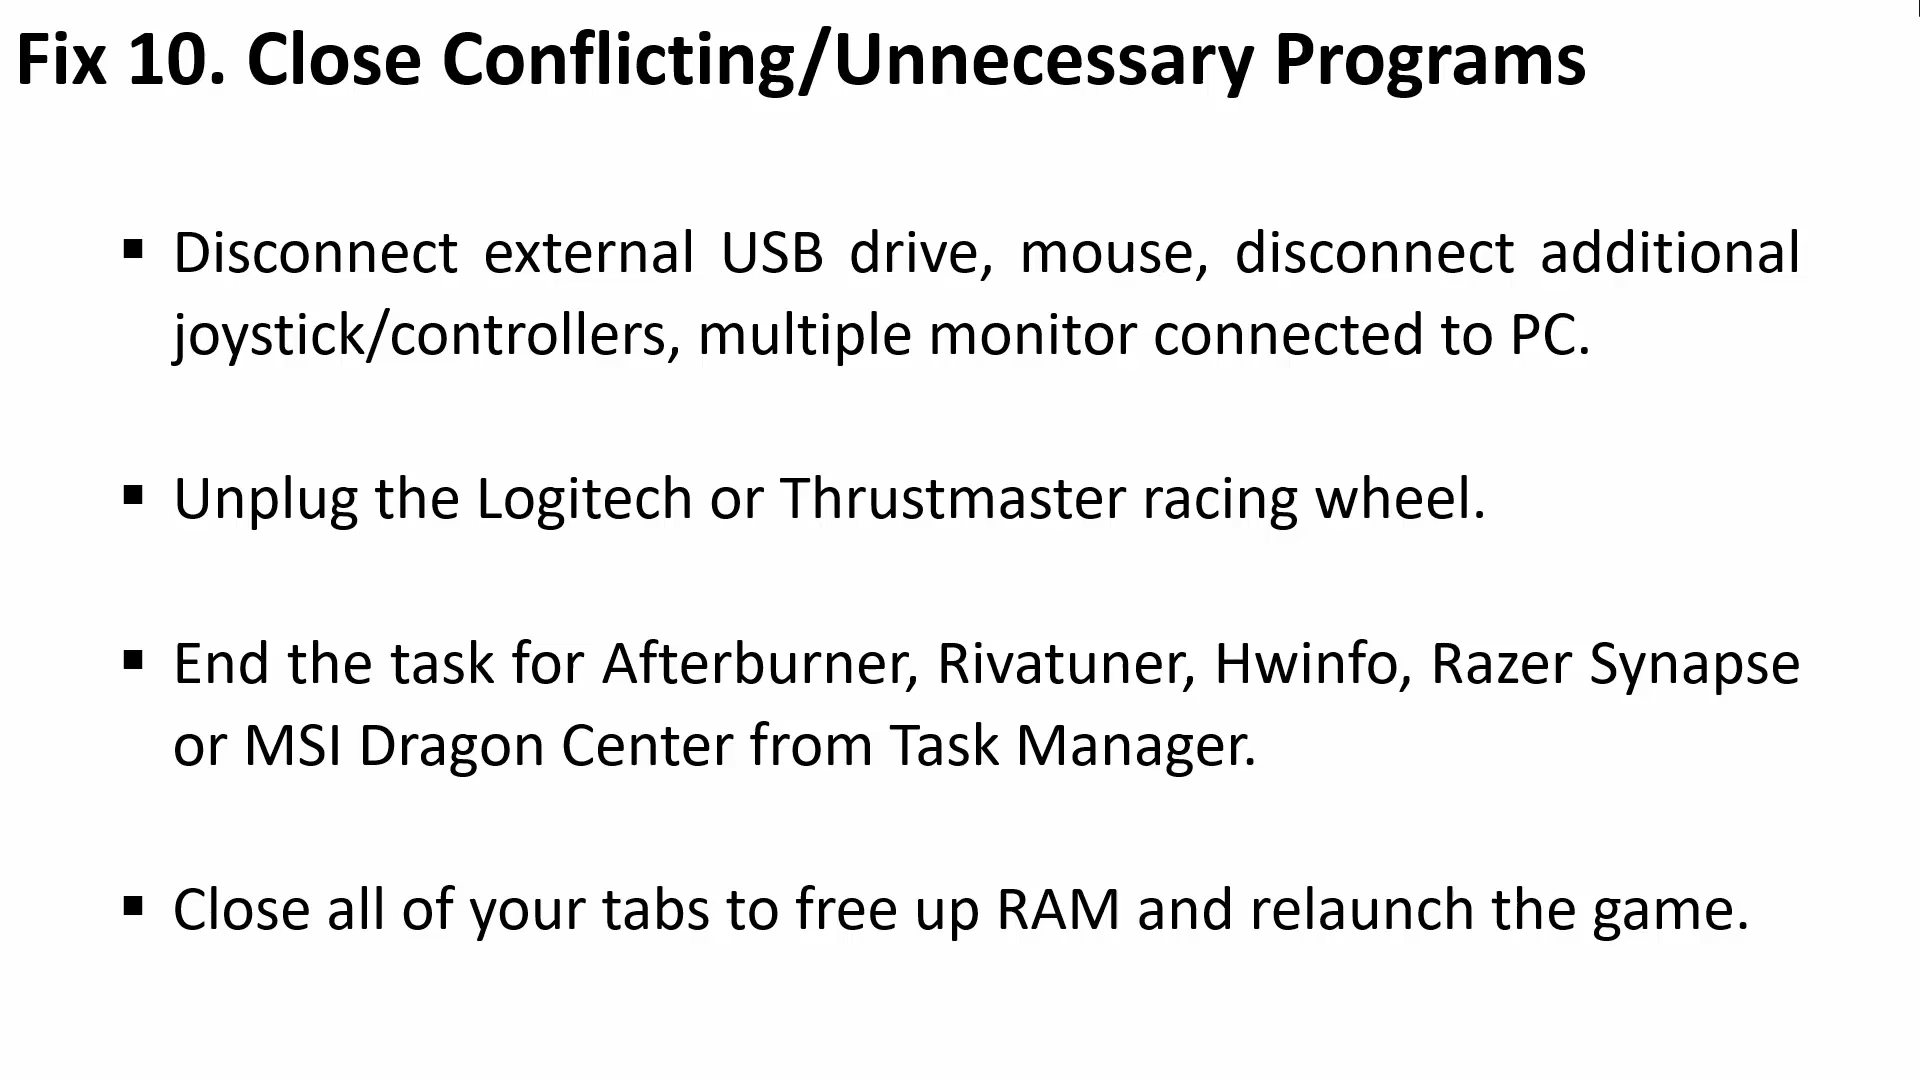 Fix 10. Close Conflicting/Unnecessary Programs
▪ Disconnect external USB drive, mouse, disconnect additional
joystick/controllers, multiple monitor connected to PC.
▪ Unplug the Logitech or Thrustmaster racing wheel.
▪ End the task for Afterburner, Rivatuner, Hwinfo, Razer Synapse
or MSI Dragon Center from Task Manager.
▪ Close all of your tabs to free up RAM and relaunch the game.